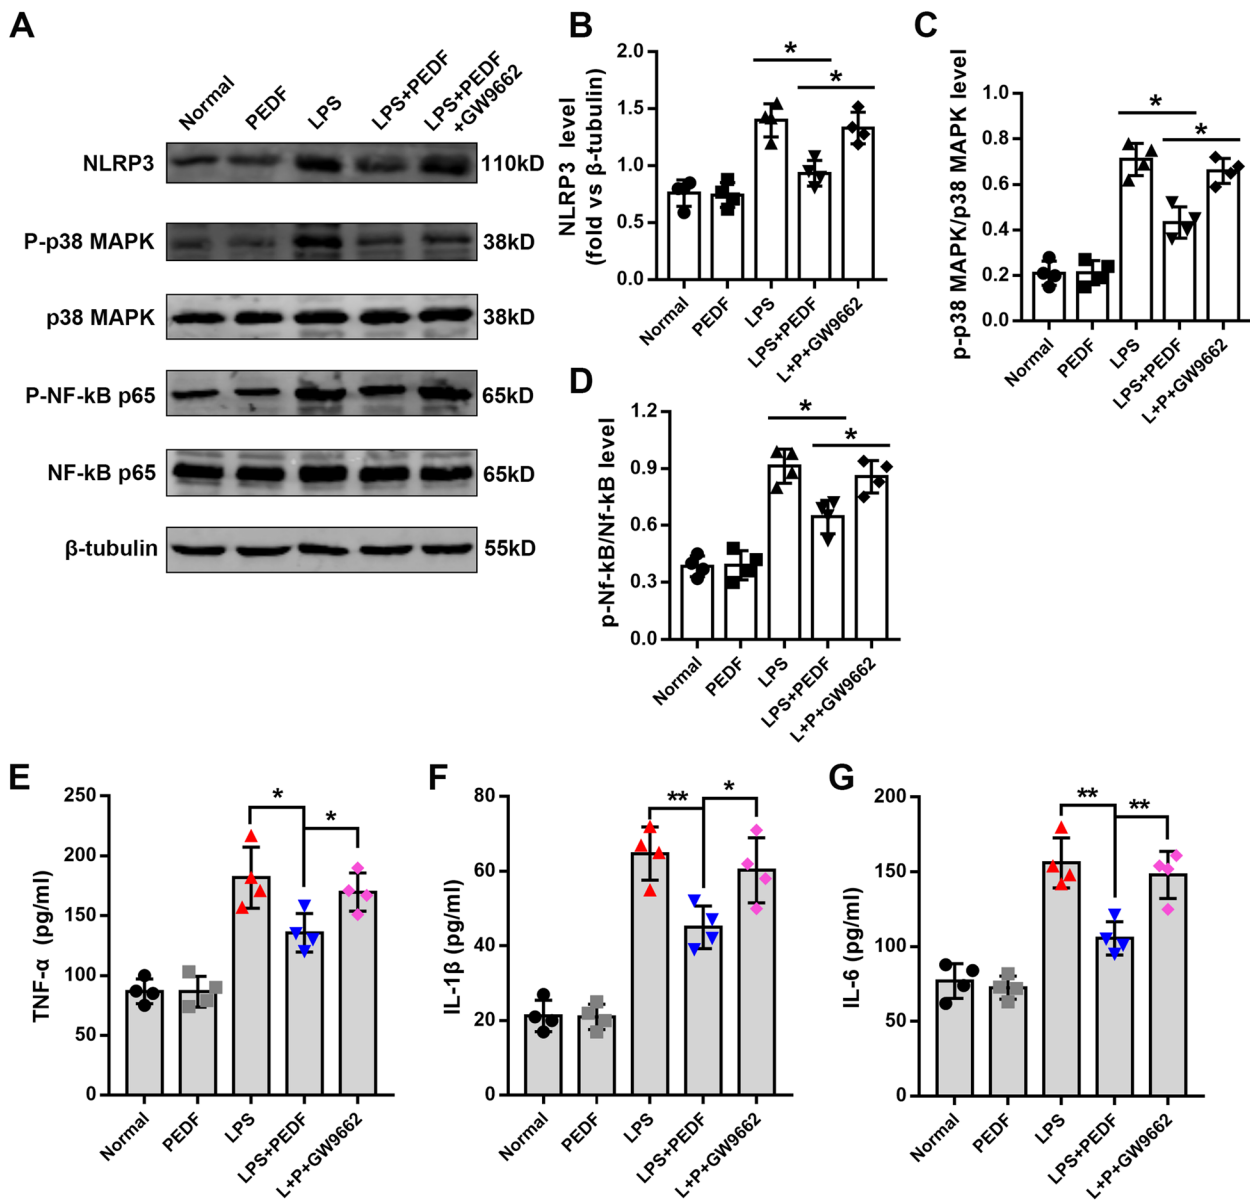 A
Normal
PEDF
LPS
LPS+PEDF
LPS+PEDF
+GW9662
NLRP3
110kD
P-p38 MAPK
38kD
p38 MAPK
38kD
P-NF-kB p65
65kD
NF-kB p65
65kD
β-tubulin
55kD
B
NLRP3 level
(fold vs β-tubulin)
2.0
1.5
1.0
0.5
0.0
*
*
Normal
PEDF
LPS
LPS+PEDF
L+P+GW9662
C
p-p38 MAPK/p38 MAPK level
1.0
0.8
0.6
0.4
0.2
0.0
*
*
Normal
PEDF
LPS
LPS+PEDF
L+P+GW9662
D
p-Nf-kB/Nf-kB level
1.2
0.9
0.6
0.3
0.0
*
*
Normal
PEDF
LPS
LPS+PEDF
L+P+GW9662
E
TNF-α (pg/ml)
250
200
150
100
50
0
*
*
Normal
PEDF
LPS
LPS+PEDF
L+P+GW9662
F
IL-1β (pg/ml)
80
60
40
20
0
**
*
Normal
PEDF
LPS
LPS+PEDF
L+P+GW9662
G
IL-6 (pg/ml)
200
150
100
50
0
**
**
Normal
PEDF
LPS
LPS+PEDF
L+P+GW9662